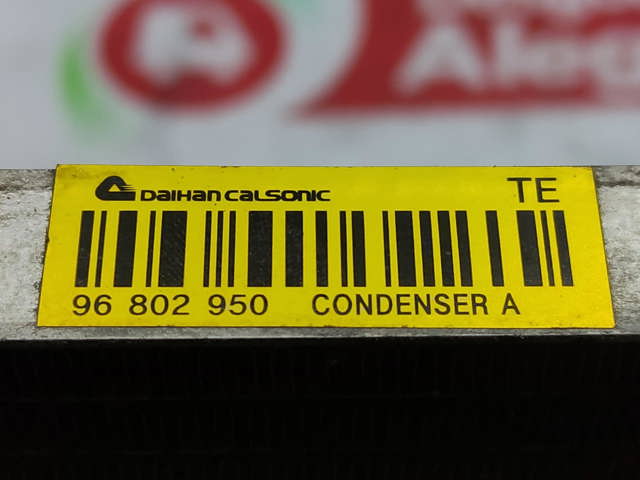 DAIHAN CALSONIC TE
96 802 950 CONDENSER A